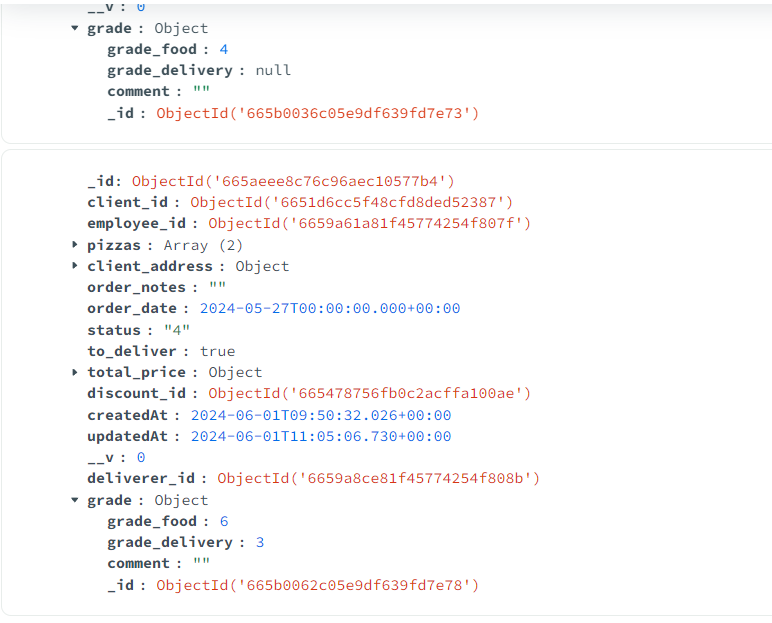 __v : 0
grade : Object
grade_food : 4
grade_delivery : null
comment : ""
_id : ObjectId('665b0036c05e9df639fd7e73')
_id: ObjectId('665aeee8c76c96aec10577b4')
client_id : ObjectId('6651d6cc5f48cfd8ded52387')
employee_id : ObjectId('6659a61a81f45774254f807f')
pizzas : Array (2)
client_address : Object
order_notes : ""
order_date : 2024-05-27T00:00:00.000+00:00
status : "4"
to_deliver : true
total_price : Object
discount_id : ObjectId('665478756fb0c2acffa100ae')
createdAt : 2024-06-01T09:50:32.026+00:00
updatedAt : 2024-06-01T11:05:06.730+00:00
__v : 0
deliverer_id : ObjectId('6659a8ce81f45774254f808b')
grade : Object
grade_food : 6
grade_delivery : 3
comment : ""
_id : ObjectId('665b0062c05e9df639fd7e78')